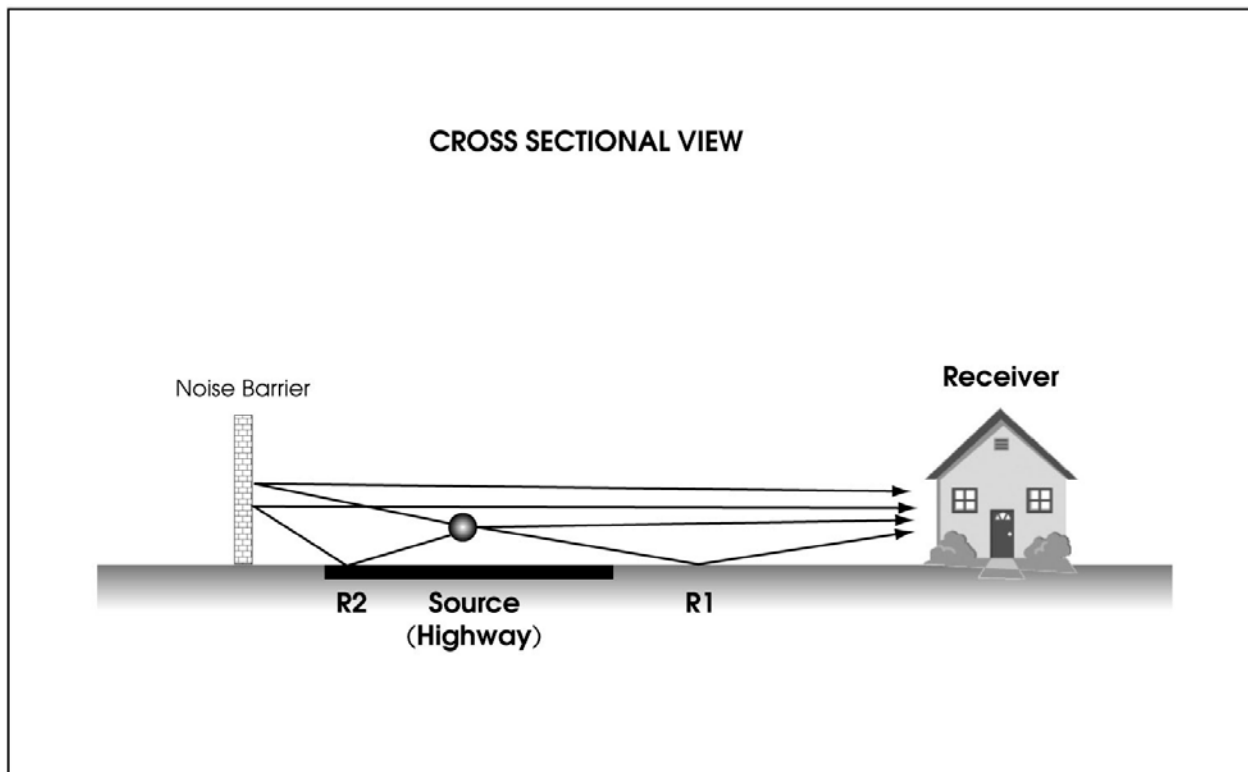 CROSS SECTIONAL VIEW
Noise Barrier
Receiver
R2
Source
(Highway)
R1